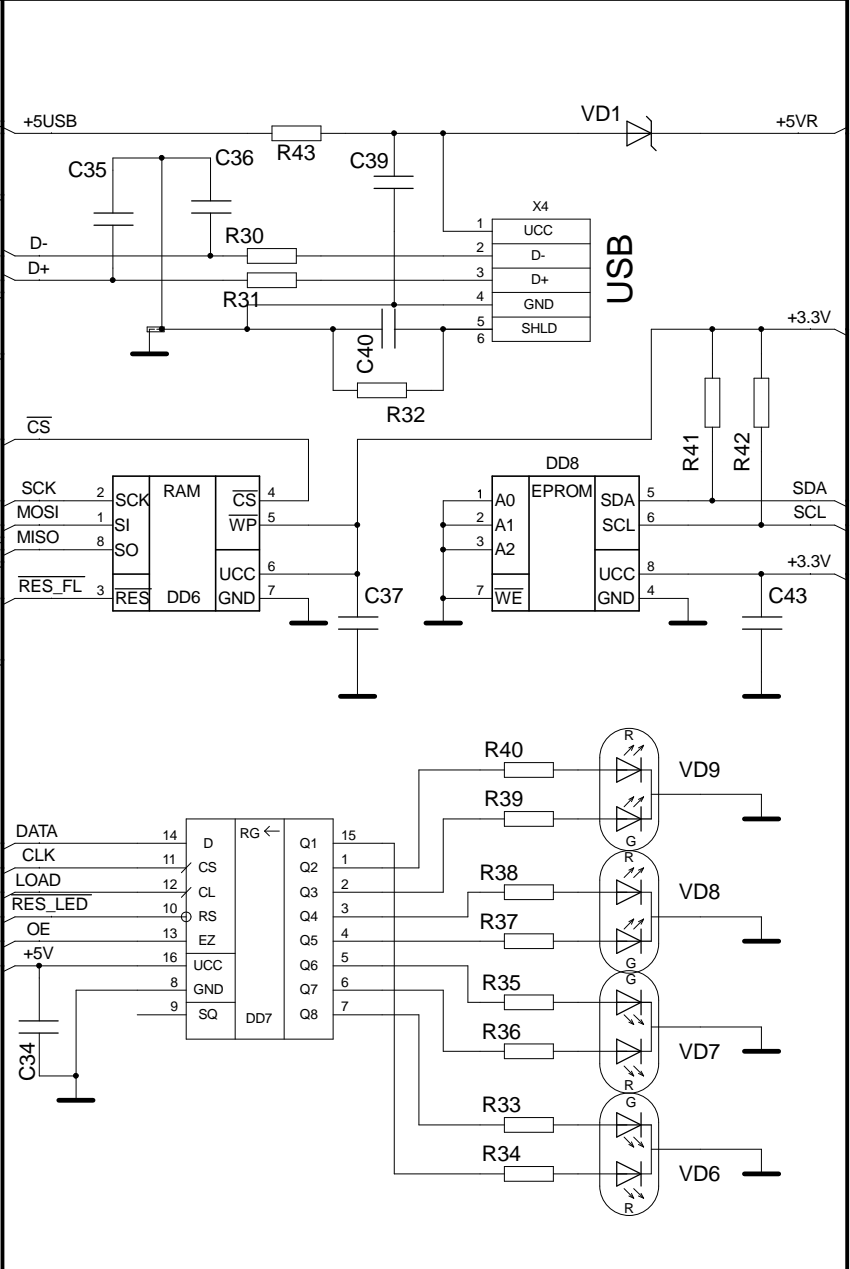 +5USB
R43
VD1
+5VR
C35
C36
C39
X4
1 UCC
2 D-
3 D+
4 GND
5 SHLD
6
USB
D-
R30
D+
R31
C40
R32
+3.3V
R41
R42
CS
SCK
MOSI
MISO
RES_FL
2 SCK RAM CS 4
1 SI WP 5
8 SO
UCC 6
3 RES DD6 GND 7
C37
DD8
1 A0 EPROM SDA 5
2 A1 SCL 6
3 A2
UCC 8
7 WE GND 4
SDA
SCL
+3.3V
C43
DATA
CLK
LOAD
RES_LED
OE
+5V
C34
14 D RG Q1 15
11 CS Q2 1
12 CL Q3 2
10 RS Q4 3
13 EZ Q5 4
16 UCC Q6 5
8 GND Q7 6
9 SQ DD7 Q8 7
R40
R
VD9
R39
G
R38
R
VD8
R37
G
R35
G
R36
VD7
R
R33
G
R34
VD6
R